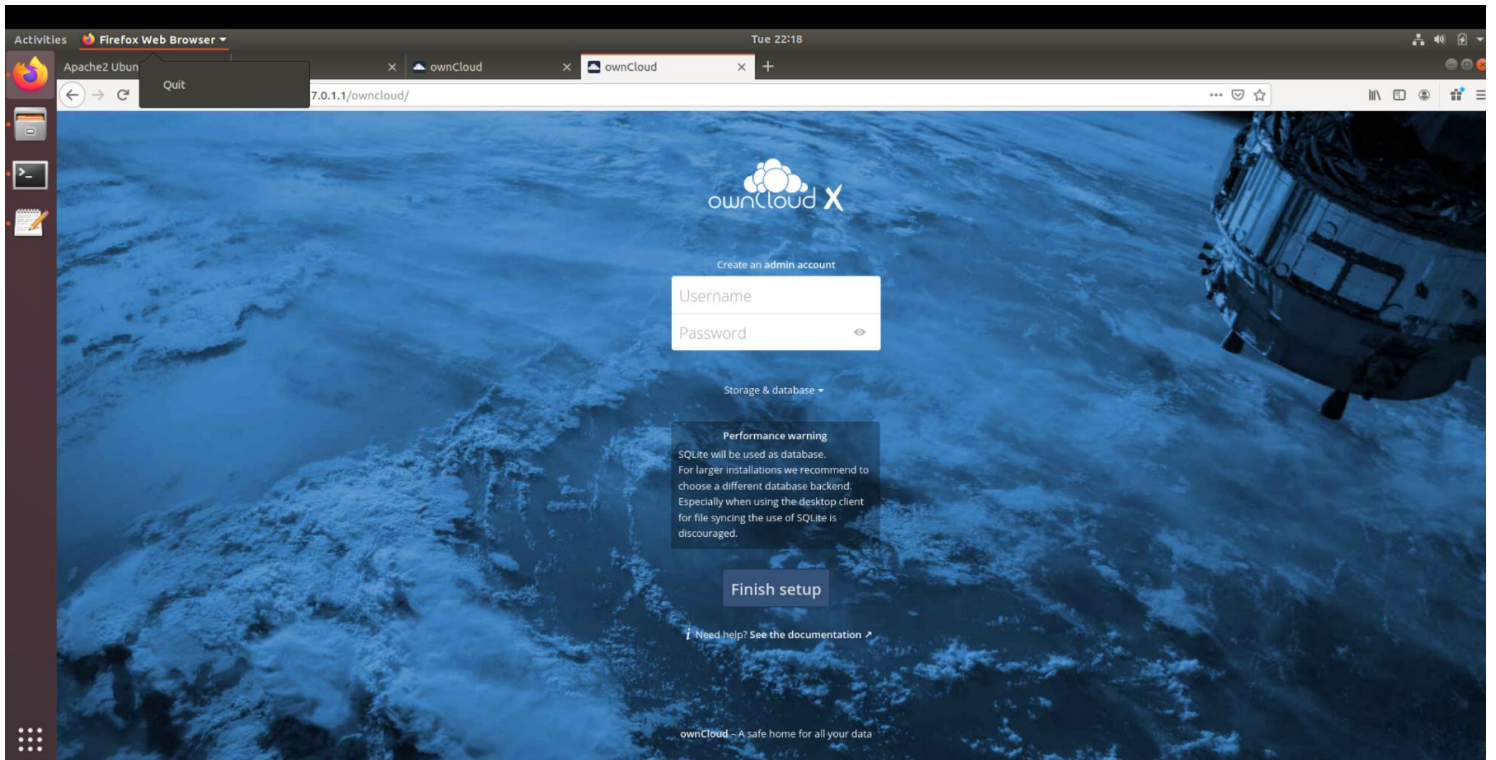 Activities Firefox Web Browser Tue 22:18
Apache2 Ubun ownCloud ownCloud
Quit
7.0.1.1/owncloud/
ownCloud X
Create an admin account
Username
Password
Storage & database
Performance warning
SQLite will be used as database.
For larger installations we recommend to
choose a different database backend.
Especially when using the desktop client
for file syncing the use of SQLite is
discouraged.
Finish setup
i Need help? See the documentation ↗
ownCloud – A safe home for all your data